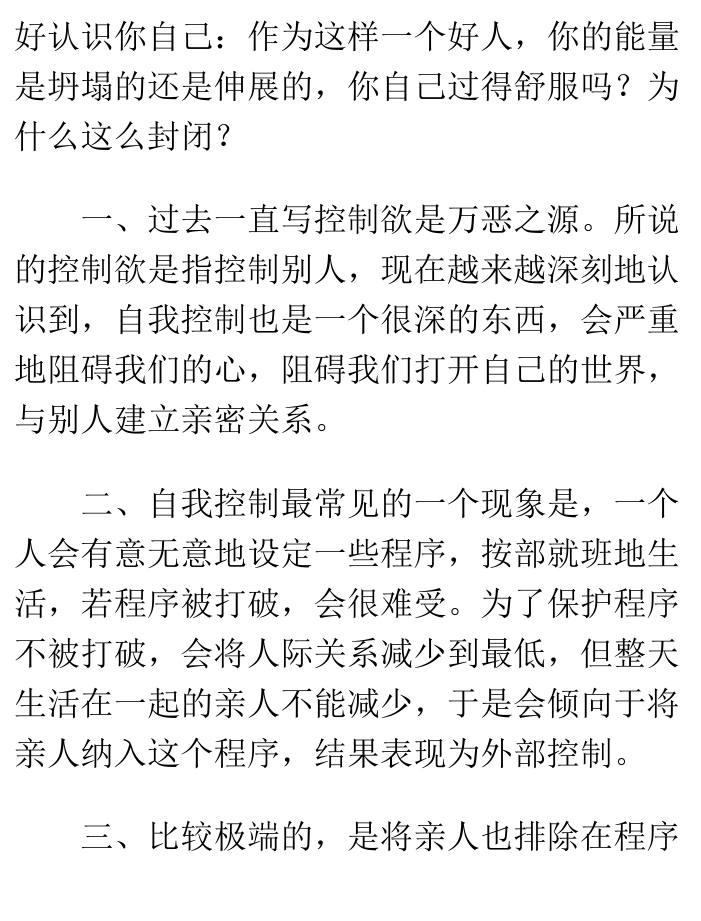 好认识你自己：作为这样一个好人，你的能量
是坍塌的还是伸展的，你自己过得舒服吗？为
什么这么封闭？
一、过去一直写控制欲是万恶之源。所说
的控制欲是指控制别人，现在越来越深刻地认
识到，自我控制也是一个很深的东西，会严重
地阻碍我们的心，阻碍我们打开自己的世界，
与别人建立亲密关系。
二、自我控制最常见的一个现象是，一个
人会有意无意地设定一些程序，按部就班地生
活，若程序被打破，会很难受。为了保护程序
不被打破，会将人际关系减少到最低，但整天
生活在一起的亲人不能减少，于是会倾向于将
亲人纳入这个程序，结果表现为外部控制。
三、比较极端的，是将亲人也排除在程序